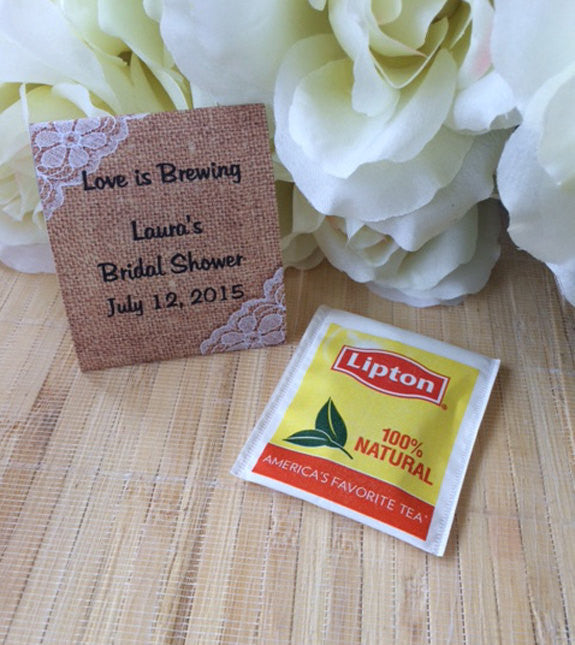 Love is Brewing
Laura's
Bridal Shower
July 12, 2015
Lipton®
100%
NATURAL
AMERICA'S FAVORITE TEA*